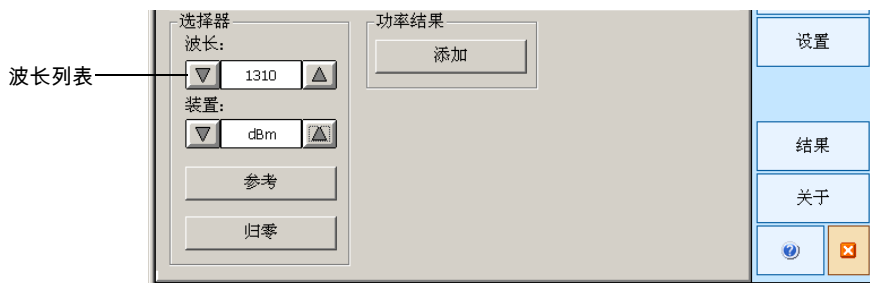 选择器
波长:
波长列表
1310
装置:
dBm
参考
归零
功率结果
添加
设置
结果
关于